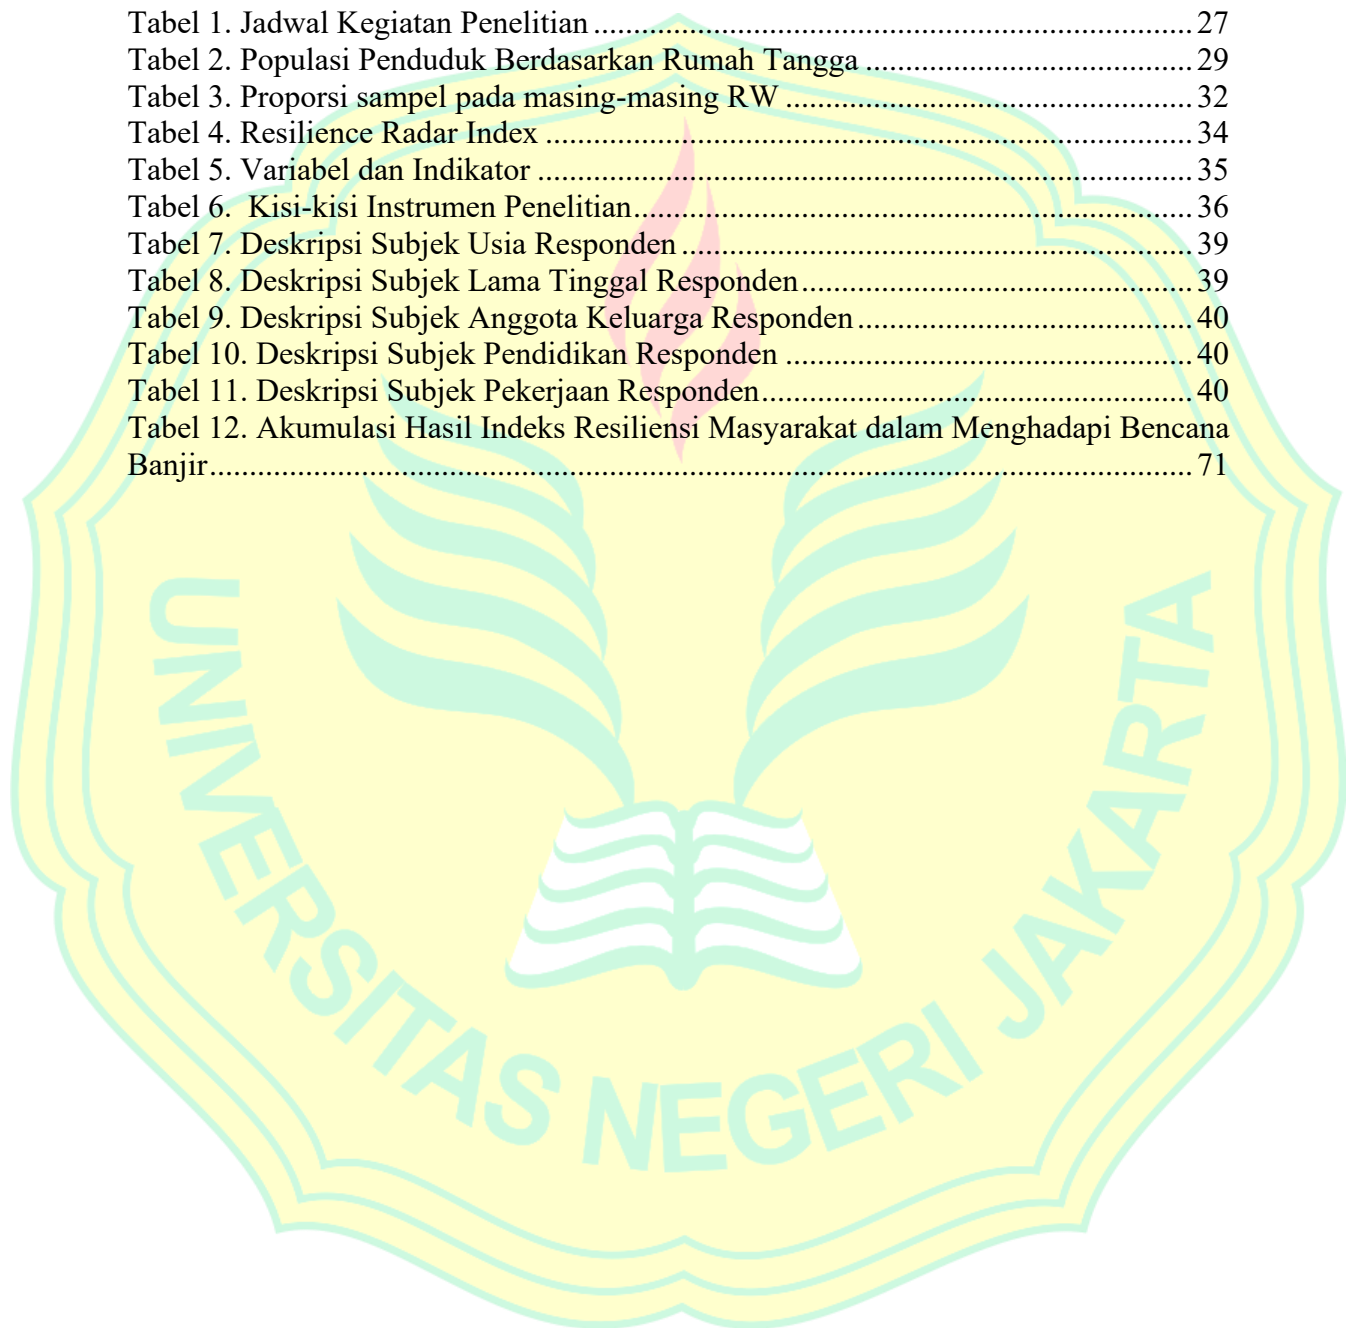 Tabel 1. Jadwal Kegiatan Penelitian ........................................................................... 27
Tabel 2. Populasi Penduduk Berdasarkan Rumah Tangga ......................................... 29
Tabel 3. Proporsi sampel pada masing-masing RW ................................................... 32
Tabel 4. Resilience Radar Index ................................................................................. 34
Tabel 5. Variabel dan Indikator .................................................................................. 35
Tabel 6.  Kisi-kisi Instrumen Penelitian...................................................................... 36
Tabel 7. Deskripsi Subjek Usia Responden ................................................................ 39
Tabel 8. Deskripsi Subjek Lama Tinggal Responden................................................. 39
Tabel 9. Deskripsi Subjek Anggota Keluarga Responden.......................................... 40
Tabel 10. Deskripsi Subjek Pendidikan Responden ................................................... 40
Tabel 11. Deskripsi Subjek Pekerjaan Responden...................................................... 40
Tabel 12. Akumulasi Hasil Indeks Resiliensi Masyarakat dalam Menghadapi Bencana
Banjir........................................................................................................................... 71
UNIVERSITAS NEGERI JAKARTA